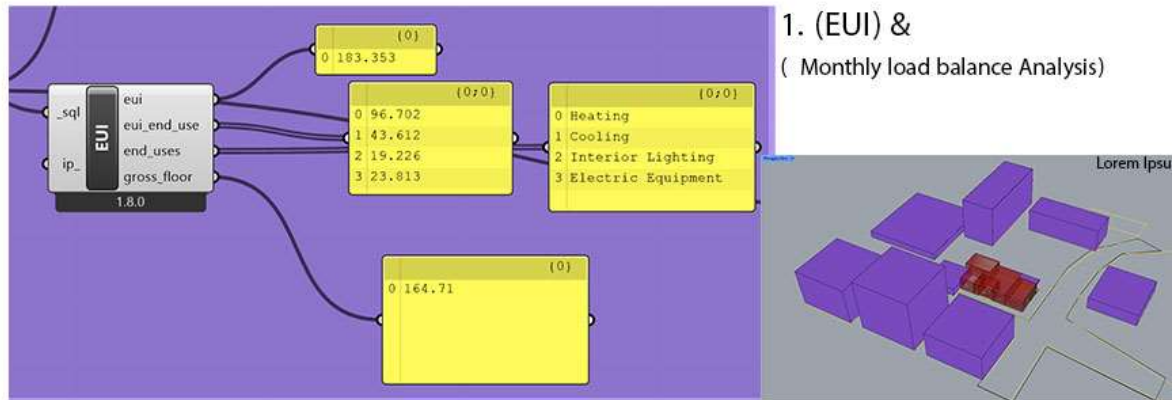 1. (EUI) &
( Monthly load balance Analysis)
{0}
0 183.353
_sql
ip_
EUI
eui
eui_end_use
end_uses
gross_floor
1.8.0
{0;0}
0 96.702
1 43.612
2 19.226
3 23.813
{0;0}
0 Heating
1 Cooling
2 Interior Lighting
3 Electric Equipment
{0}
0 164.71
Lorem Ipsu